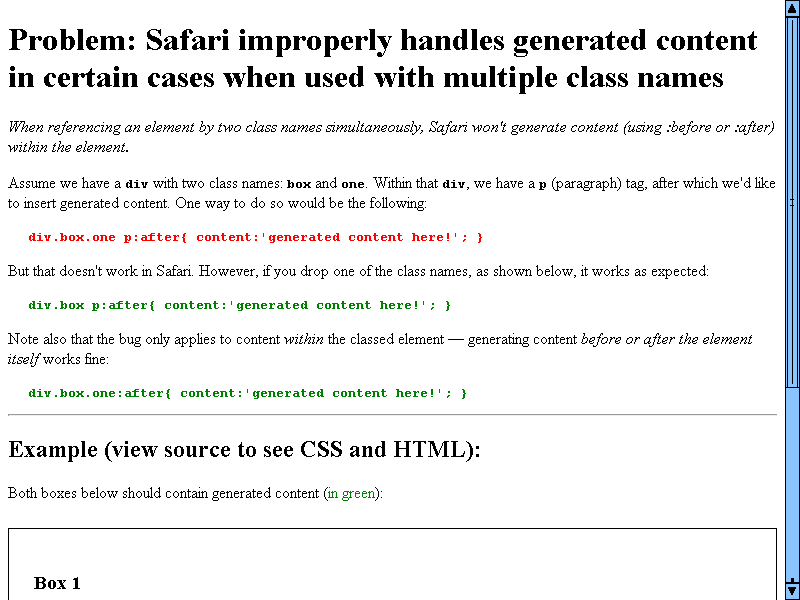 Problem: Safari improperly handles generated content
in certain cases when used with multiple class names
When referencing an element by two class names simultaneously, Safari won't generate content (using :before or :after)
within the element.
Assume we have a div with two class names: box and one. Within that div, we have a p (paragraph) tag, after which we'd like
to insert generated content. One way to do so would be the following:
div.box.one p:after{ content:'generated content here!'; }
But that doesn't work in Safari. However, if you drop one of the class names, as shown below, it works as expected:
div.box p:after{ content:'generated content here!'; }
Note also that the bug only applies to content within the classed element — generating content before or after the element
itself works fine:
div.box.one:after{ content:'generated content here!'; }
Example (view source to see CSS and HTML):
Both boxes below should contain generated content (in green):
Box 1